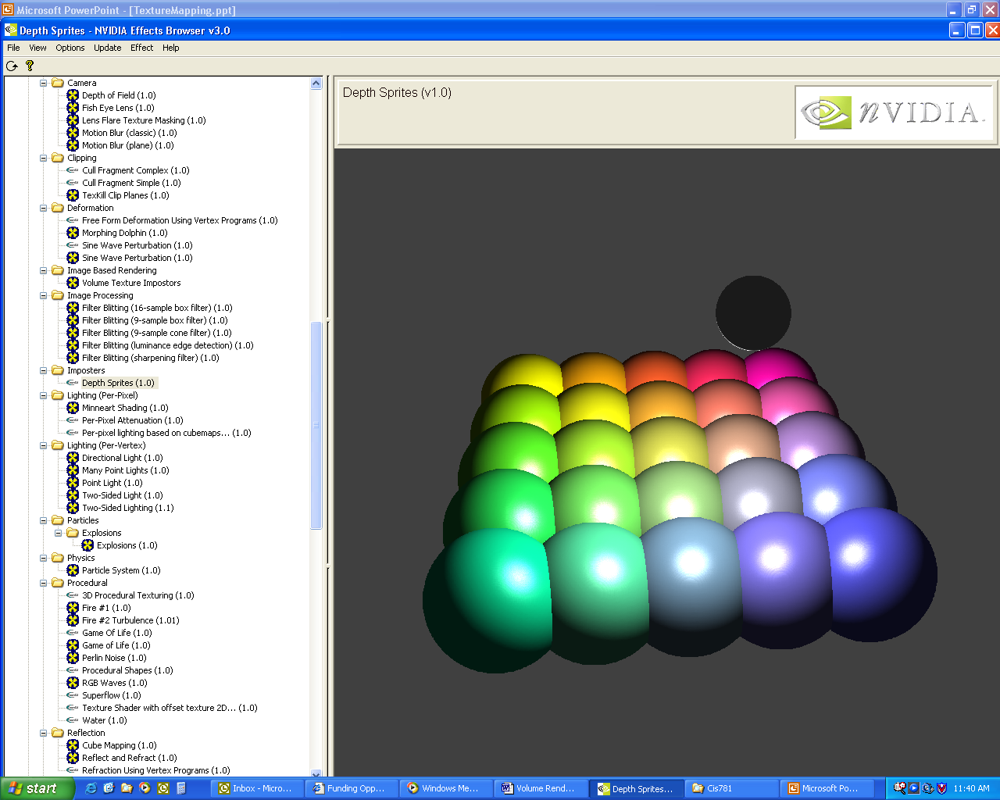 Microsoft PowerPoint - [TextureMapping.ppt]
Depth Sprites - NVIDIA Effects Browser v3.0
File View Options Update Effect Help
Camera
Depth of Field (1.0)
Fish Eye Lens (1.0)
Lens Flare Texture Masking (1.0)
Motion Blur (classic) (1.0)
Motion Blur (plane) (1.0)
Clipping
Cull Fragment Complex (1.0)
Cull Fragment Simple (1.0)
TexKill Clip Planes (1.0)
Deformation
Free Form Deformation Using Vertex Programs (1.0)
Morphing Dolphin (1.0)
Sine Wave Perturbation (1.0)
Sine Wave Perturbation (1.0)
Image Based Rendering
Volume Texture Impostors
Image Processing
Filter Blitting (16-sample box filter) (1.0)
Filter Blitting (9-sample box filter) (1.0)
Filter Blitting (9-sample cone filter) (1.0)
Filter Blitting (luminance edge detection) (1.0)
Filter Blitting (sharpening filter) (1.0)
Imposters
Depth Sprites (1.0)
Lighting (Per-Pixel)
Minneart Shading (1.0)
Per-Pixel Attenuation (1.0)
Per-pixel lighting based on cubemaps... (1.0)
Lighting (Per-Vertex)
Directional Light (1.0)
Many Point Lights (1.0)
Point Light (1.0)
Two-Sided Light (1.0)
Two-Sided Lighting (1.1)
Particles
Explosions
Explosions (1.0)
Physics
Particle System (1.0)
Procedural
3D Procedural Texturing (1.0)
Fire #1 (1.0)
Fire #2 Turbulence (1.01)
Game Of Life (1.0)
Game of Life (1.0)
Perlin Noise (1.0)
Procedural Shapes (1.0)
RGB Waves (1.0)
Superflow (1.0)
Texture Shader with offset texture 2D... (1.0)
Water (1.0)
Reflection
Cube Mapping (1.0)
Reflect and Refract (1.0)
Refraction Using Vertex Programs (1.0)
Depth Sprites (v1.0)
nVIDIA.
start
Inbox - Micro...
Funding Opp...
Windows Me...
Volume Rend...
Depth Sprites...
Cis781
Microsoft Po...
11:40 AM